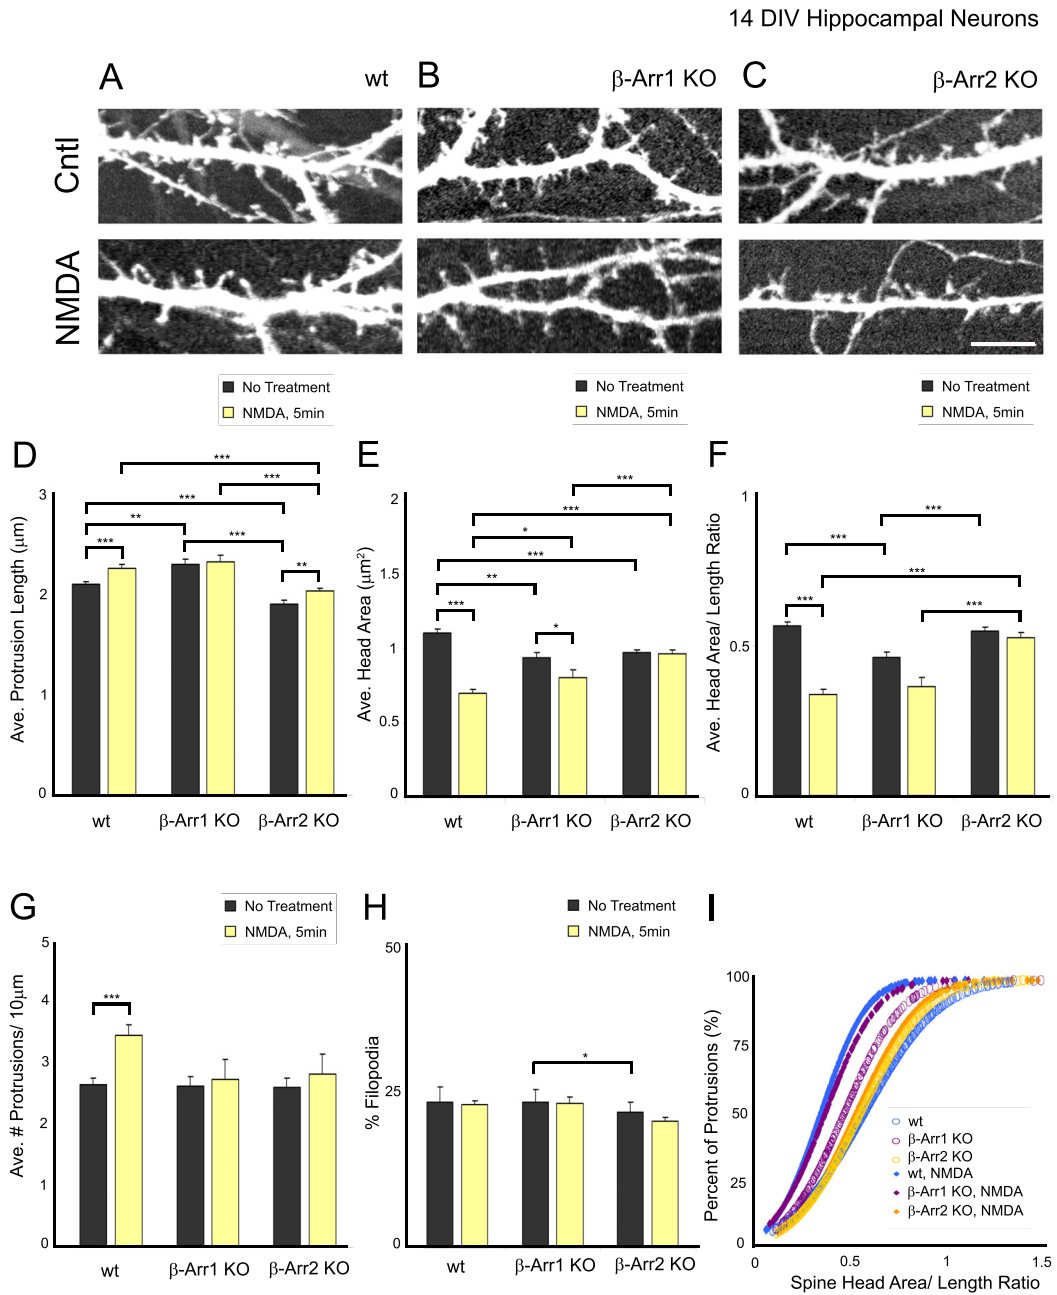 14 DIV Hippocampal Neurons
A wt B β-Arr1 KO C β-Arr2 KO
Cntl
NMDA
No Treatment
NMDA, 5min
No Treatment
NMDA, 5min
No Treatment
NMDA, 5min
D
Ave. Protrusion Length (μm)
3
2
1
0
***
***
***
**
***
***
**
wt β-Arr1 KO β-Arr2 KO
E
Ave. Head Area (μm²)
2
1.5
1
0.5
0
***
***
*
***
**
***
*
wt β-Arr1 KO β-Arr2 KO
F
Ave. Head Area/ Length Ratio
1
0.5
0
***
***
***
***
***
wt β-Arr1 KO β-Arr2 KO
G
No Treatment
NMDA, 5min
Ave. # Protrusions/ 10μm
5
4
3
2
1
0
***
wt β-Arr1 KO β-Arr2 KO
H
No Treatment
NMDA, 5min
% Filopodia
50
25
0
*
wt β-Arr1 KO β-Arr2 KO
I
Percent of Protrusions (%)
100
75
50
25
0
wt
β-Arr1 KO
β-Arr2 KO
wt, NMDA
β-Arr1 KO, NMDA
β-Arr2 KO, NMDA
0 0.5 1 1.5
Spine Head Area/ Length Ratio